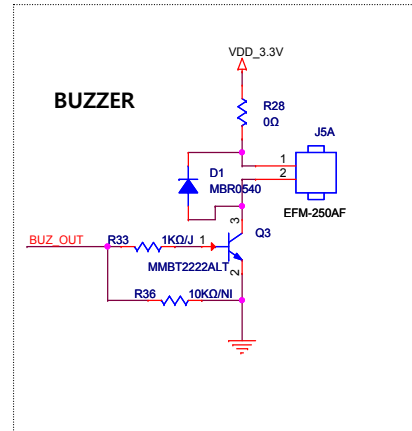 VDD_3.3V
BUZZER
R28
0Ω
J5A
1
2
D1
MBR0540
EFM-250AF
3
Q3
BUZ_OUT
R33
1KΩ/J
1
MMBT2222ALT
2
R36
10KΩ/NI